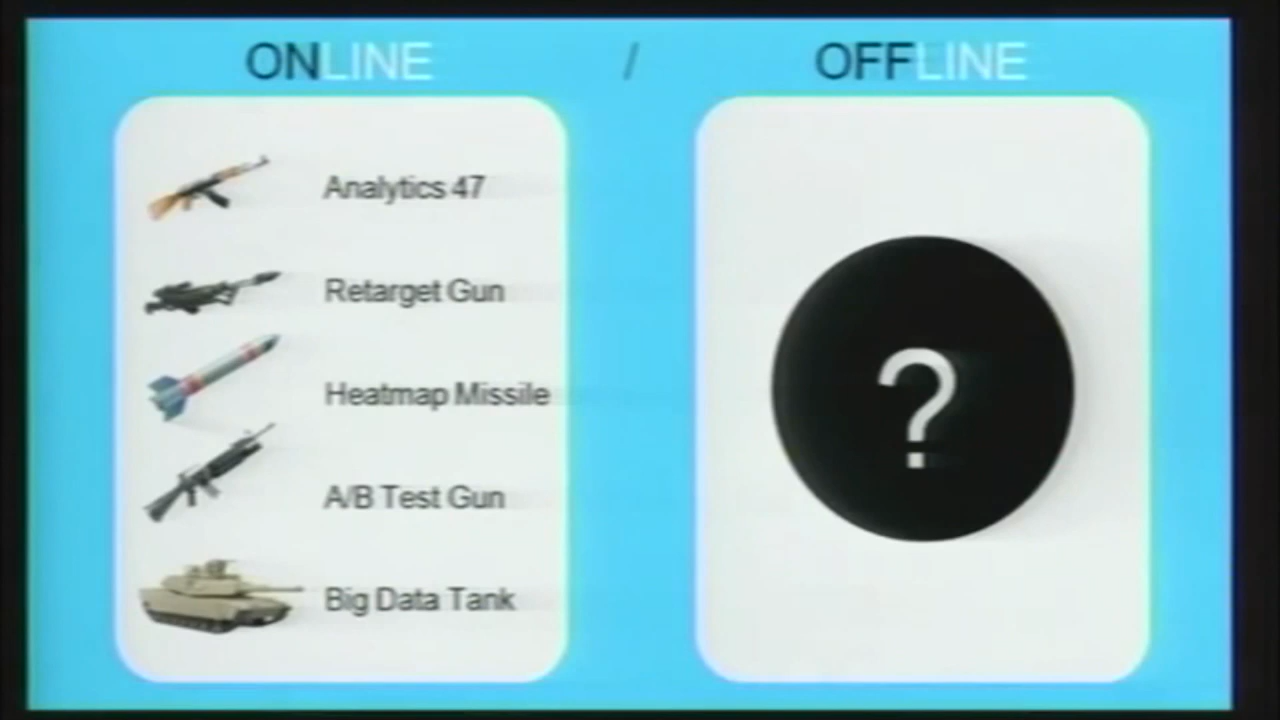 ONLINE / OFFLINE
Analytics 47
Retarget Gun
Heatmap Missile
A/B Test Gun
Big Data Tank
?